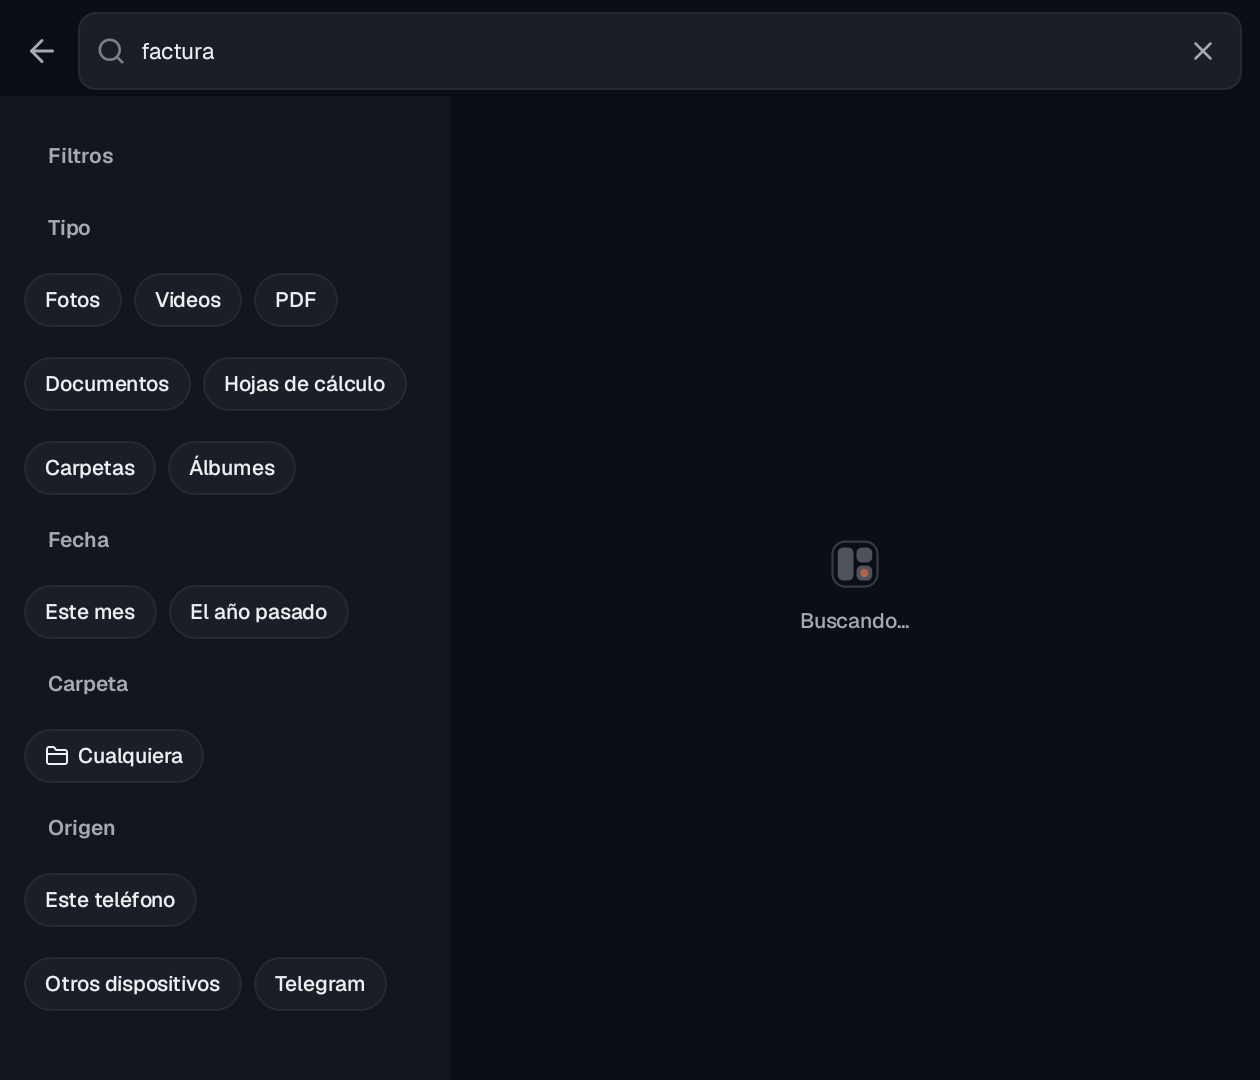 factura
Filtros
Tipo
Fotos Videos PDF
Documentos Hojas de cálculo
Carpetas Álbumes
Fecha
Este mes El año pasado
Carpeta
Cualquiera
Origen
Este teléfono
Otros dispositivos Telegram
Buscando...